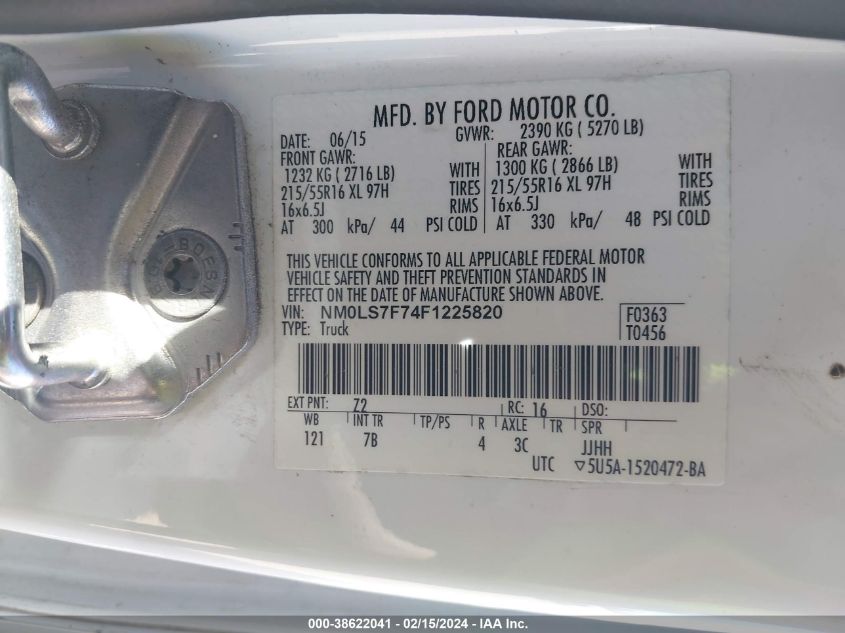 MFD. BY FORD MOTOR CO.
DATE: 06/15 GVWR: 2390 KG ( 5270 LB)
FRONT GAWR: REAR GAWR:
1232 KG ( 2716 LB) WITH 1300 KG ( 2866 LB) WITH
215/55R16 XL 97H TIRES 215/55R16 XL 97H TIRES
16x6.5J RIMS 16x6.5J RIMS
AT 300 kPa/ 44 PSI COLD AT 330 kPa/ 48 PSI COLD
THIS VEHICLE CONFORMS TO ALL APPLICABLE FEDERAL MOTOR
VEHICLE SAFETY AND THEFT PREVENTION STANDARDS IN
EFFECT ON THE DATE OF MANUFACTURE SHOWN ABOVE.
VIN: NM0LS7F74F1225820 F0363
TYPE: Truck T0456
EXT PNT: Z2 RC: 16 DSO:
WB INT TR TP/PS R AXLE TR SPR
121 7B 4 3C JJHH
UTC ▽5U5A-1520472-BA
000-38622041 - 02/15/2024 - IAA Inc.